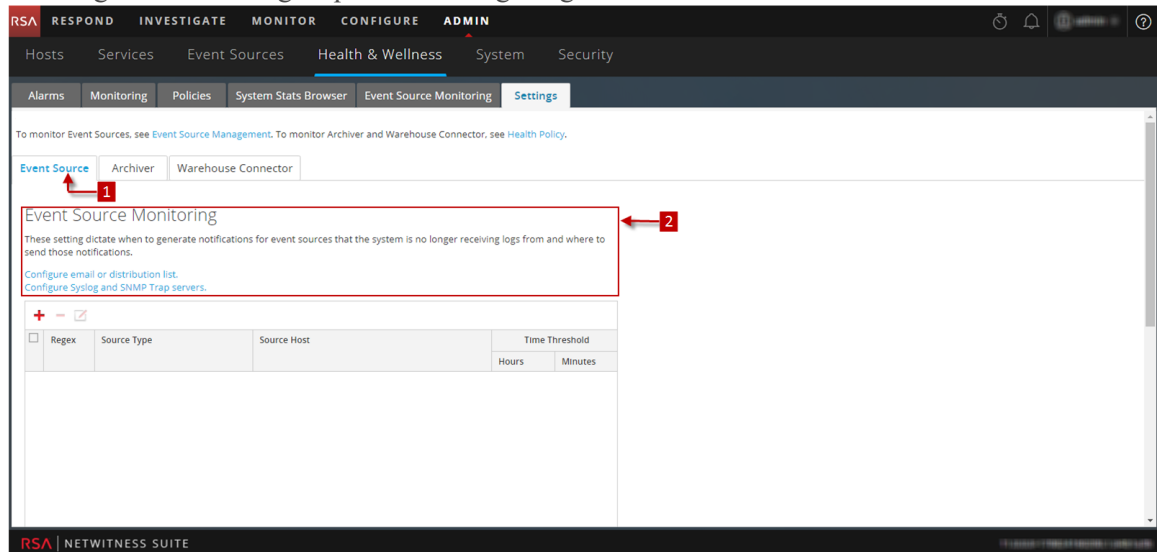 RSA RESPOND INVESTIGATE MONITOR CONFIGURE ADMIN
Hosts Services Event Sources Health & Wellness System Security
Alarms Monitoring Policies System Stats Browser Event Source Monitoring Settings
To monitor Event Sources, see Event Source Management. To monitor Archiver and Warehouse Connector, see Health Policy.
Event Source Archiver Warehouse Connector
1
Event Source Monitoring
2
These setting dictate when to generate notifications for event sources that the system is no longer receiving logs from and where to
send those notifications.
Configure email or distribution list.
Configure Syslog and SNMP Trap servers.
Regex Source Type Source Host Time Threshold
Hours Minutes
RSA NETWITNESS SUITE